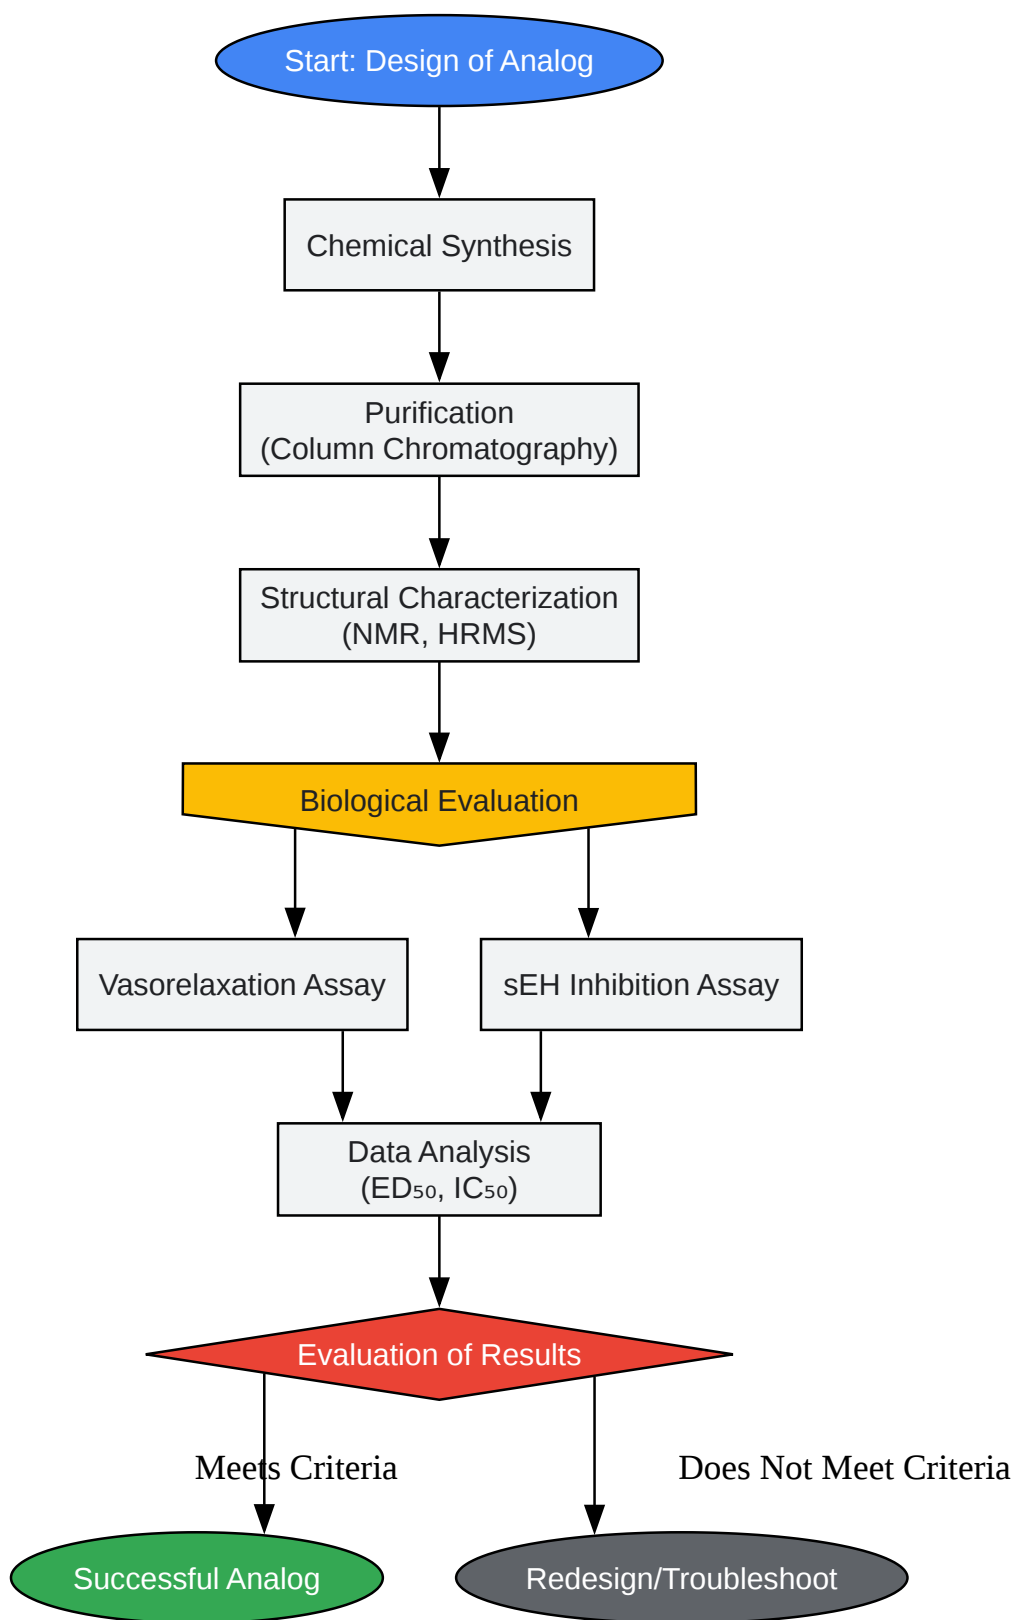 Start: Design of Analog
Chemical Synthesis
Purification
(Column Chromatography)
Structural Characterization
(NMR, HRMS)
Biological Evaluation
Vasorelaxation Assay
sEH Inhibition Assay
Data Analysis
(ED₅₀, IC₅₀)
Evaluation of Results
Meets Criteria
Does Not Meet Criteria
Successful Analog
Redesign/Troubleshoot